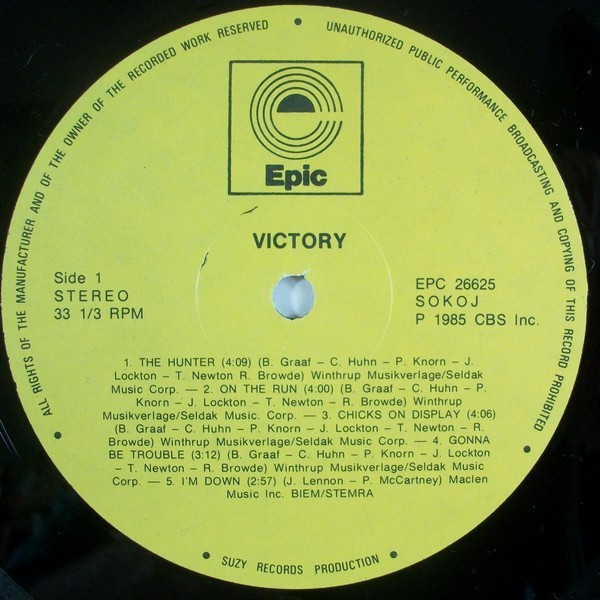 ALL RIGHTS OF THE MANUFACTURER AND OF THE OWNER OF THE RECORDED WORK RESERVED • UNAUTHORIZED PUBLIC PERFORMANCE BROADCASTING AND COPYING OF THIS RECORD PROHIBITED
Epic
VICTORY
Side 1
STEREO
33 1/3 RPM
EPC 26625
SOKOJ
P 1985 CBS Inc.
1. THE HUNTER (4:09) (B. Graaf – C. Huhn – P. Knorn – J.
Lockton – T. Newton R. Browde) Winthrup Musikverlage/Seldak
Music Corp. — 2. ON THE RUN (4:00) (B. Graaf – C. Huhn – P.
Knorn – J. Lockton – T. Newton – R. Browde) Winthrup
Musikverlage/Seldak Music. Corp. — 3. CHICKS ON DISPLAY (4:06)
(B. Graaf – C. Huhn – P. Knorn – J. Lockton – T. Newton – R.
Browde) Winthrup Musikverlage/Seldak Music Corp. — 4. GONNA
BE TROUBLE (3:12) (B. Graaf – C. Huhn – P. Knorn – J. Lockton
– T. Newton – R. Browde) Winthrup Musikverlage/Seldak Music
Corp. — 5. I'M DOWN (2:57) (J. Lennon – P. McCartney) Maclen
Music Inc. BIEM/STEMRA
• SUZY RECORDS PRODUCTION •